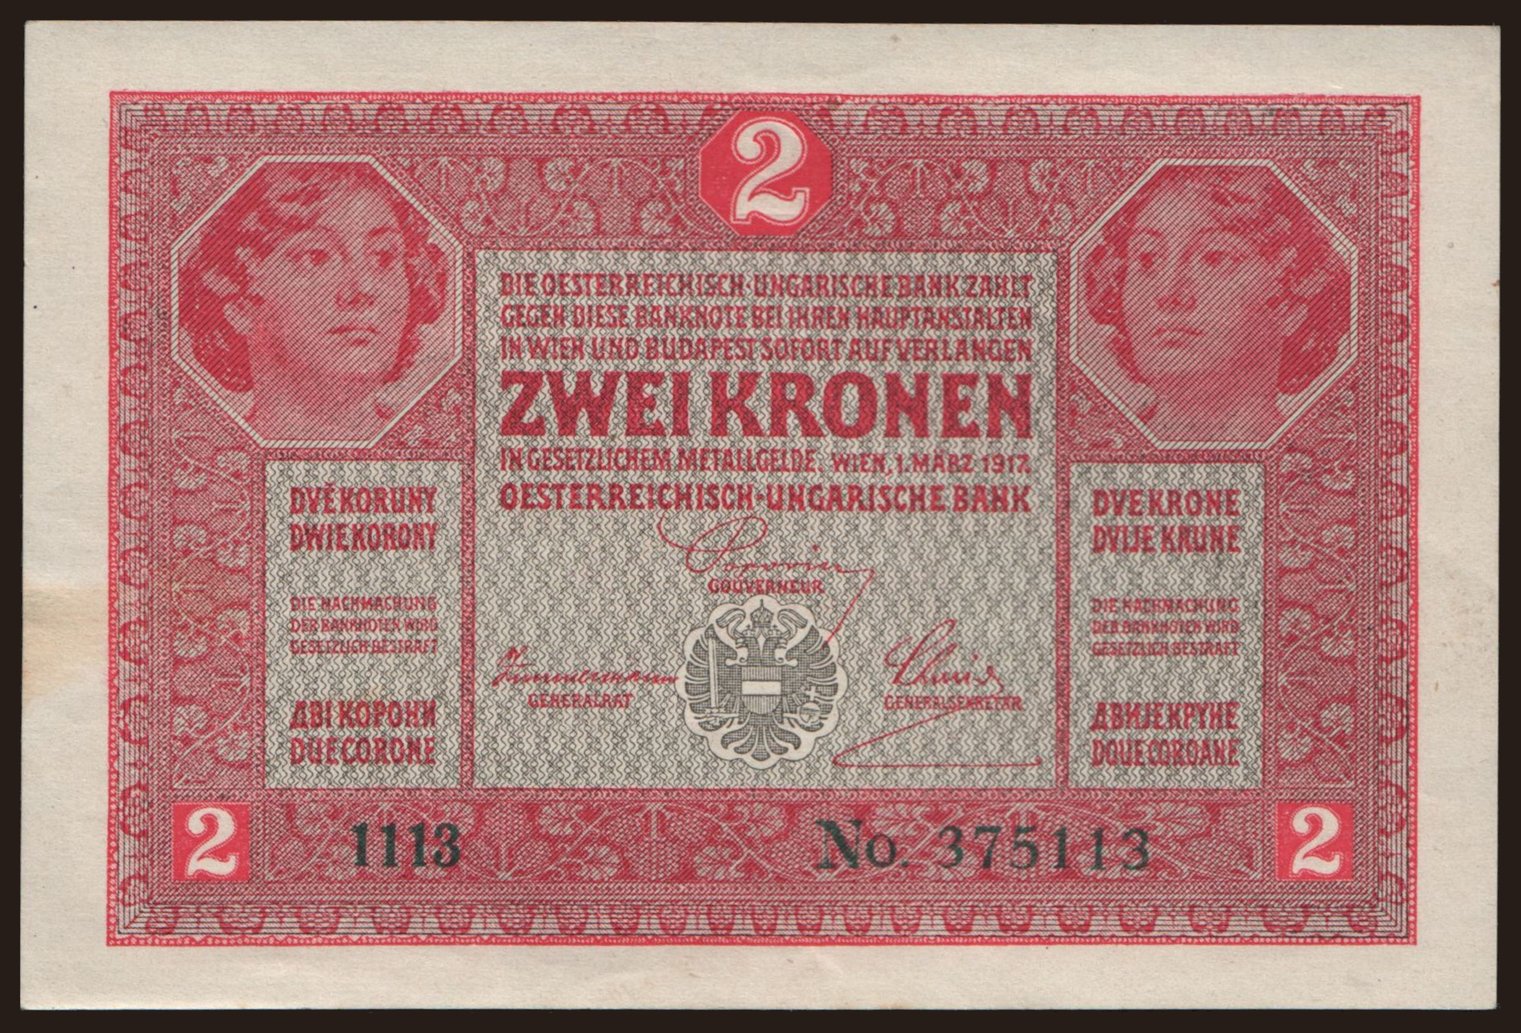 2
DIE OESTERREICHISCH-UNGARISCHE BANK ZAHLT
GEGEN DIESE BANKNOTE BEI IHREN HAUPTANSTALTEN
IN WIEN UND BUDAPEST SOFORT AUF VERLANGEN
ZWEI KRONEN
IN GESETZLICHEM METALLGELDE. WIEN, 1. MÄRZ 1917.
OESTERREICHISCH-UNGARISCHE BANK
Popovics
GOUVERNEUR
GENERALRAT
GENERALSEKRETÄR
DVĚ KORUNY
DWIE KORONY
DIE NACHMACHUNG
DER BANKNOTEN WIRD
GESETZLICH BESTRAFT
ДВІ КОРОНИ
DUE CORONE
DVE KRONE
DVIJE KRUNE
DIE NACHMACHUNG
DER BANKNOTEN WIRD
GESETZLICH BESTRAFT
ДВИЈЕ КРУНЕ
DOUE COROANE
2
1113
No. 375113
2